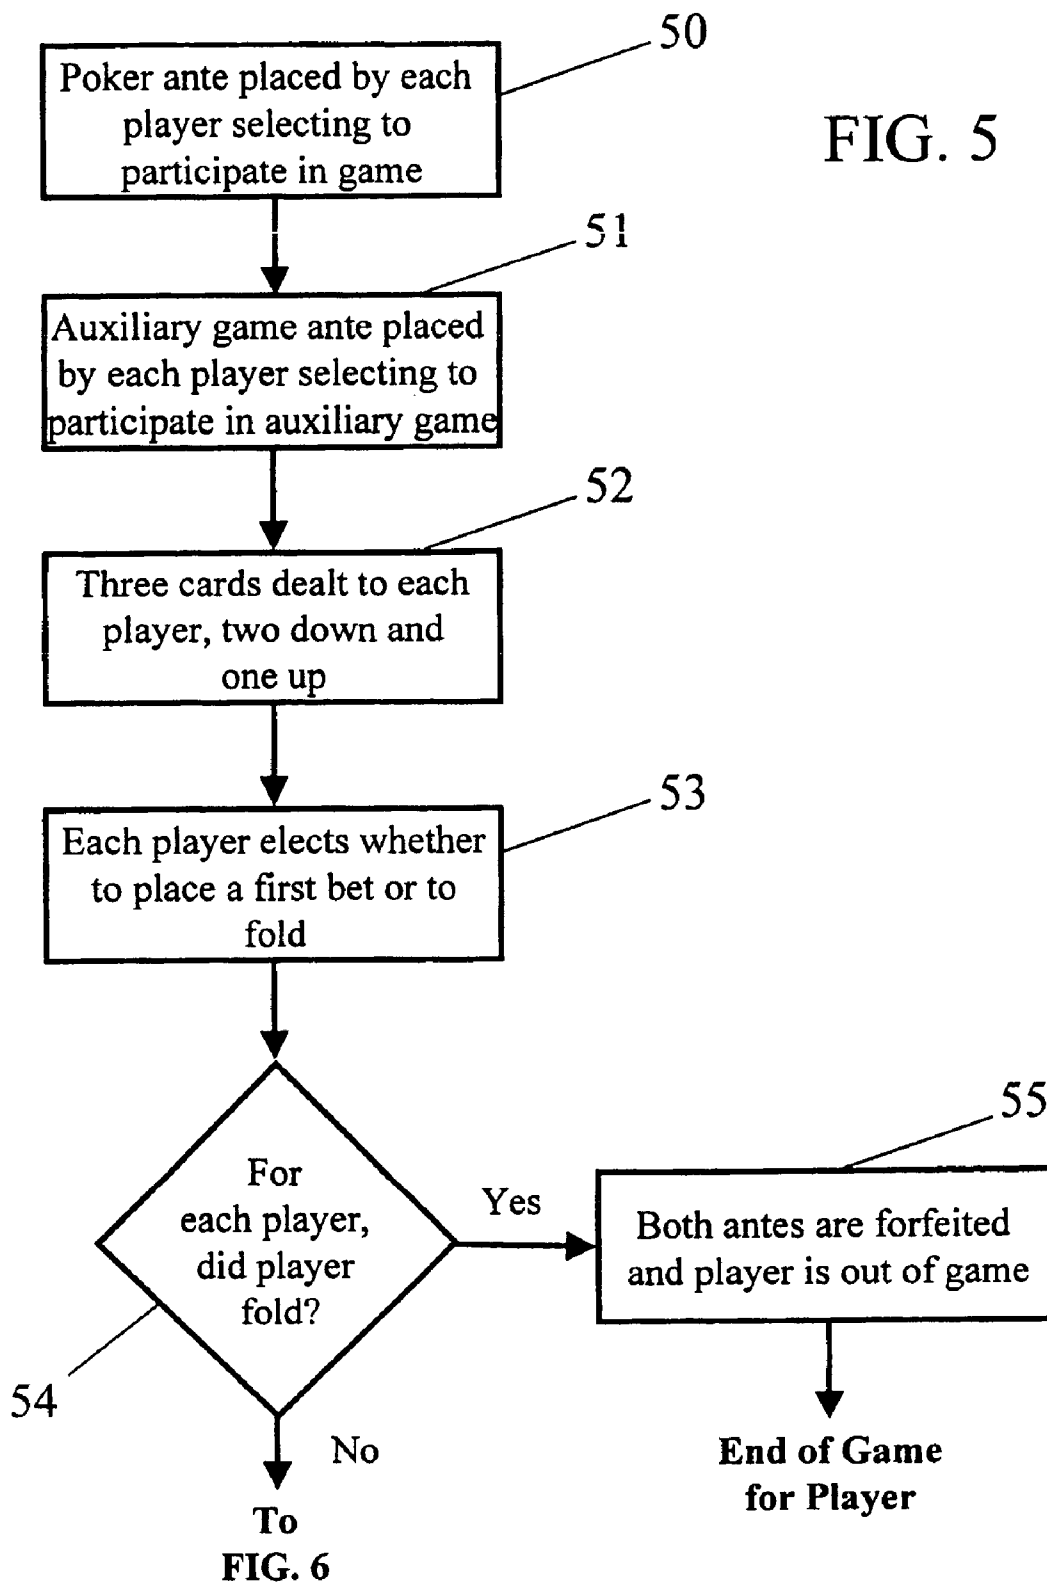 50
Poker ante placed by each
player selecting to
participate in game
FIG. 5
51
Auxiliary game ante placed
by each player selecting to
participate in auxiliary game
52
Three cards dealt to each
player, two down and
one up
53
Each player elects whether
to place a first bet or to
fold
For
each player,
did player
fold?
54
Yes
55
Both antes are forfeited
and player is out of game
No
To
FIG. 6
End of Game
for Player